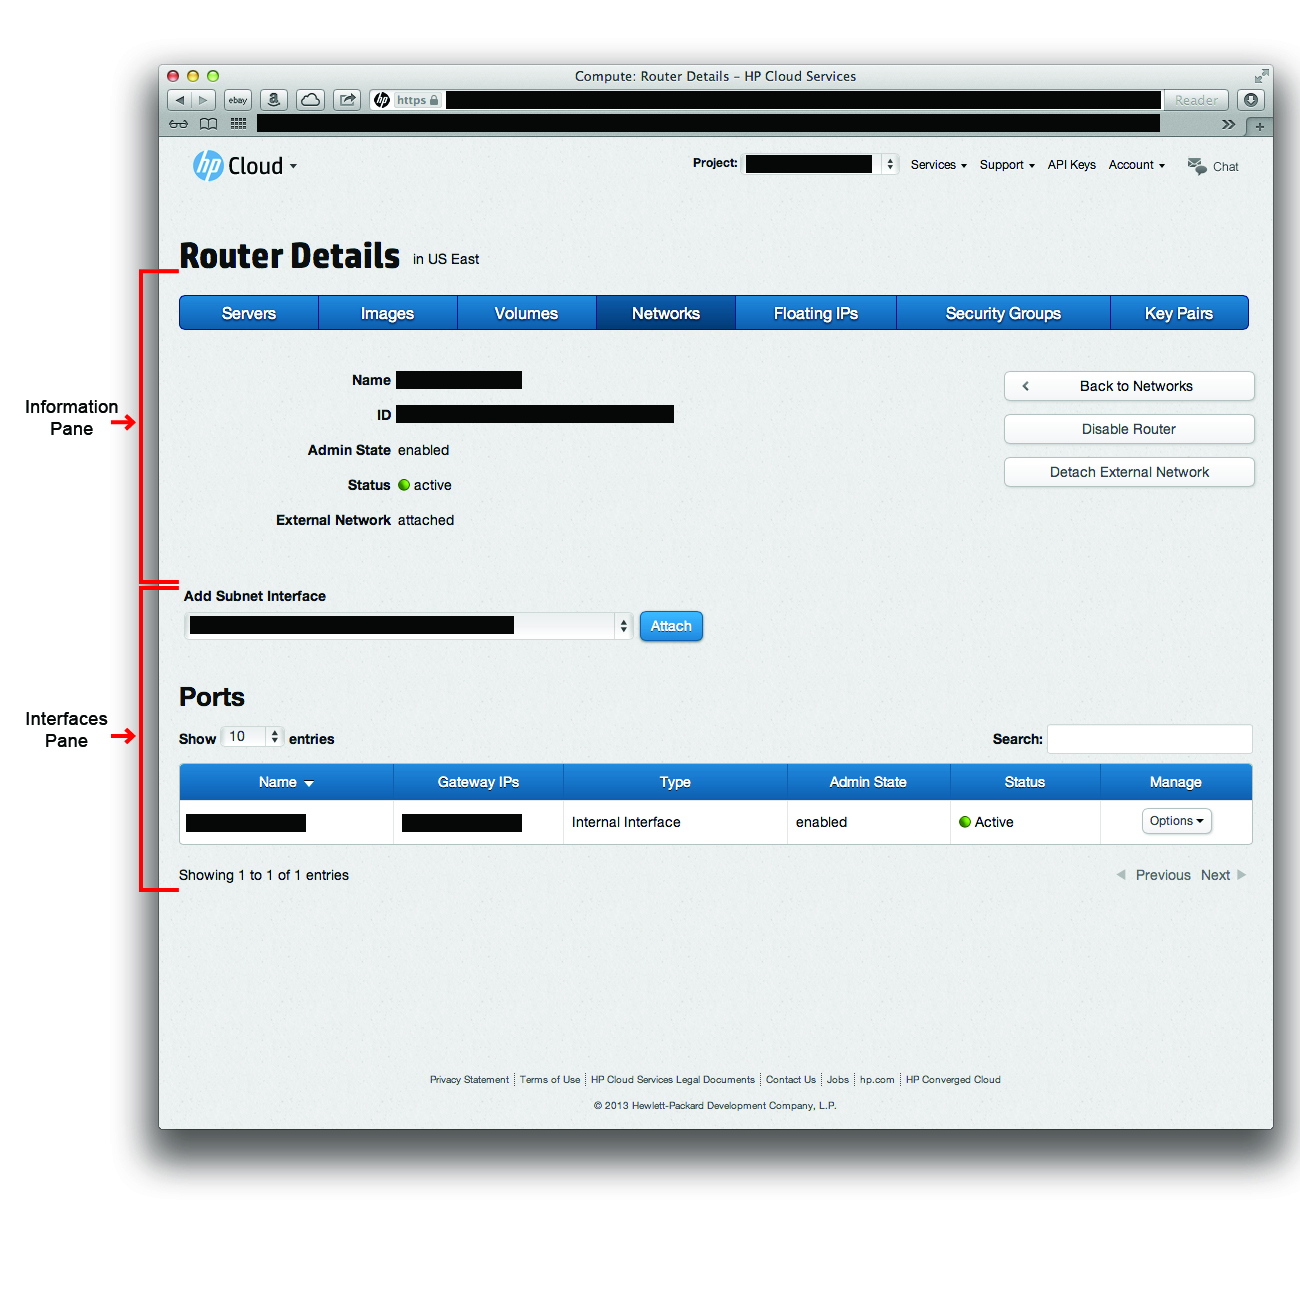 Compute: Router Details – HP Cloud Services
ebay
a
hp https Reader
hp Cloud
Project: Services Support API Keys Account Chat
Router Details in US East
Servers Images Volumes Networks Floating IPs Security Groups Key Pairs
Information
Pane
Name
ID
Admin State enabled
Status active
External Network attached
Back to Networks
Disable Router
Detach External Network
Add Subnet Interface
Attach
Interfaces
Pane
Ports
Show 10 entries Search:
Name Gateway IPs Type Admin State Status Manage
Internal Interface enabled Active Options
Showing 1 to 1 of 1 entries Previous Next
Privacy Statement Terms of Use HP Cloud Services Legal Documents Contact Us Jobs hp.com HP Converged Cloud
© 2013 Hewlett-Packard Development Company, L.P.